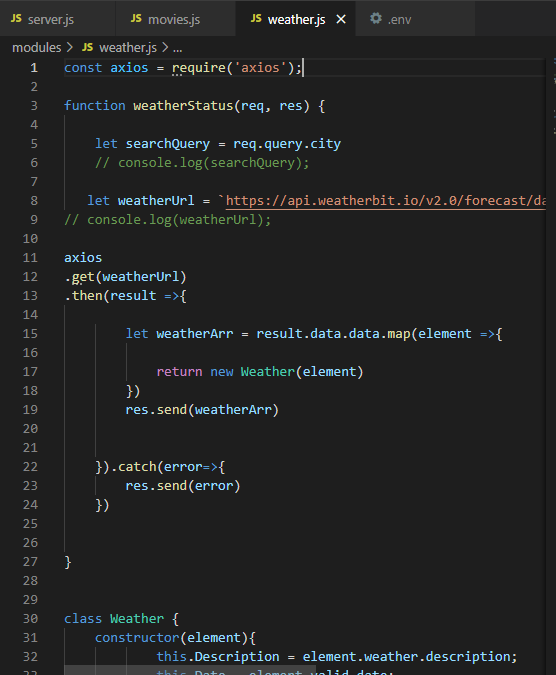 JS server.js JS movies.js JS weather.js × .env
modules > JS weather.js > ...
1 const axios = require('axios');
2
3 function weatherStatus(req, res) {
4
5 let searchQuery = req.query.city
6 // console.log(searchQuery);
7
8 let weatherUrl = `https://api.weatherbit.io/v2.0/forecast/da
9 // console.log(weatherUrl);
10
11 axios
12 .get(weatherUrl)
13 .then(result =>{
14
15 let weatherArr = result.data.data.map(element =>{
16
17 return new Weather(element)
18 })
19 res.send(weatherArr)
20
21
22 }).catch(error=>{
23 res.send(error)
24 })
25
26
27 }
28
29
30 class Weather {
31 constructor(element){
32 this.Description = element.weather.description;
33 this.Date = element.valid_date;